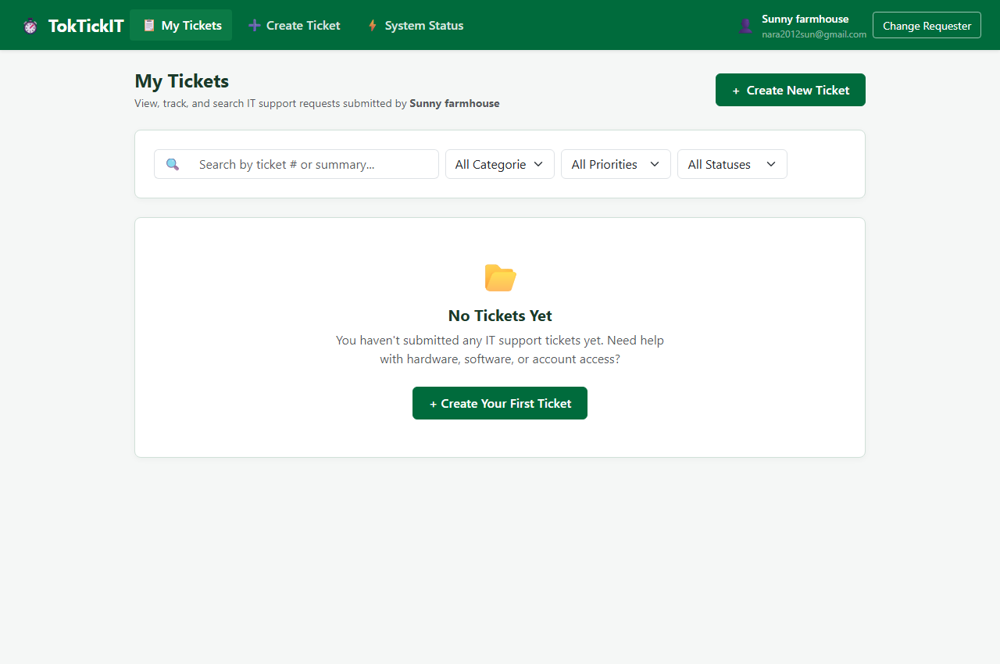 TokTickIT
My Tickets
Create Ticket
System Status
Sunny farmhouse
nara2012sun@gmail.com
Change Requester
My Tickets
View, track, and search IT support requests submitted by Sunny farmhouse
+ Create New Ticket
Search by ticket # or summary...
All Categorie
All Priorities
All Statuses
No Tickets Yet
You haven't submitted any IT support tickets yet. Need help
with hardware, software, or account access?
+ Create Your First Ticket